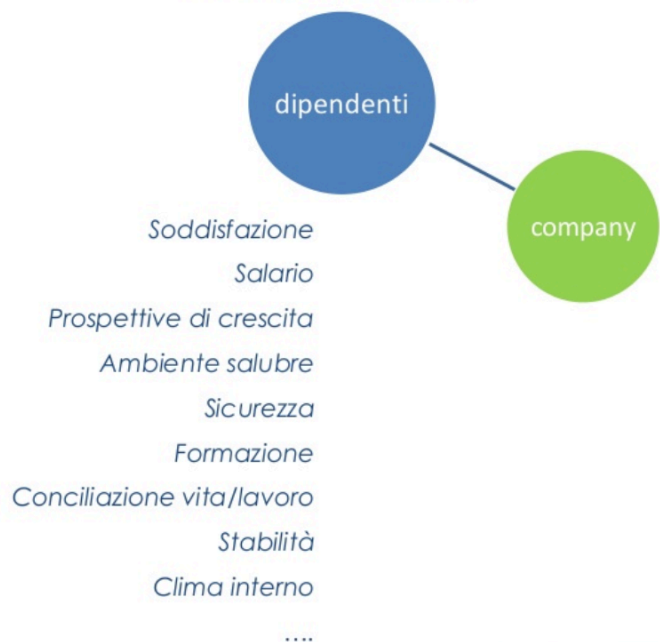 dipendenti
company
Soddisfazione
Salario
Prospettive di crescita
Ambiente salubre
Sicurezza
Formazione
Conciliazione vita/lavoro
Stabilità
Clima interno
....